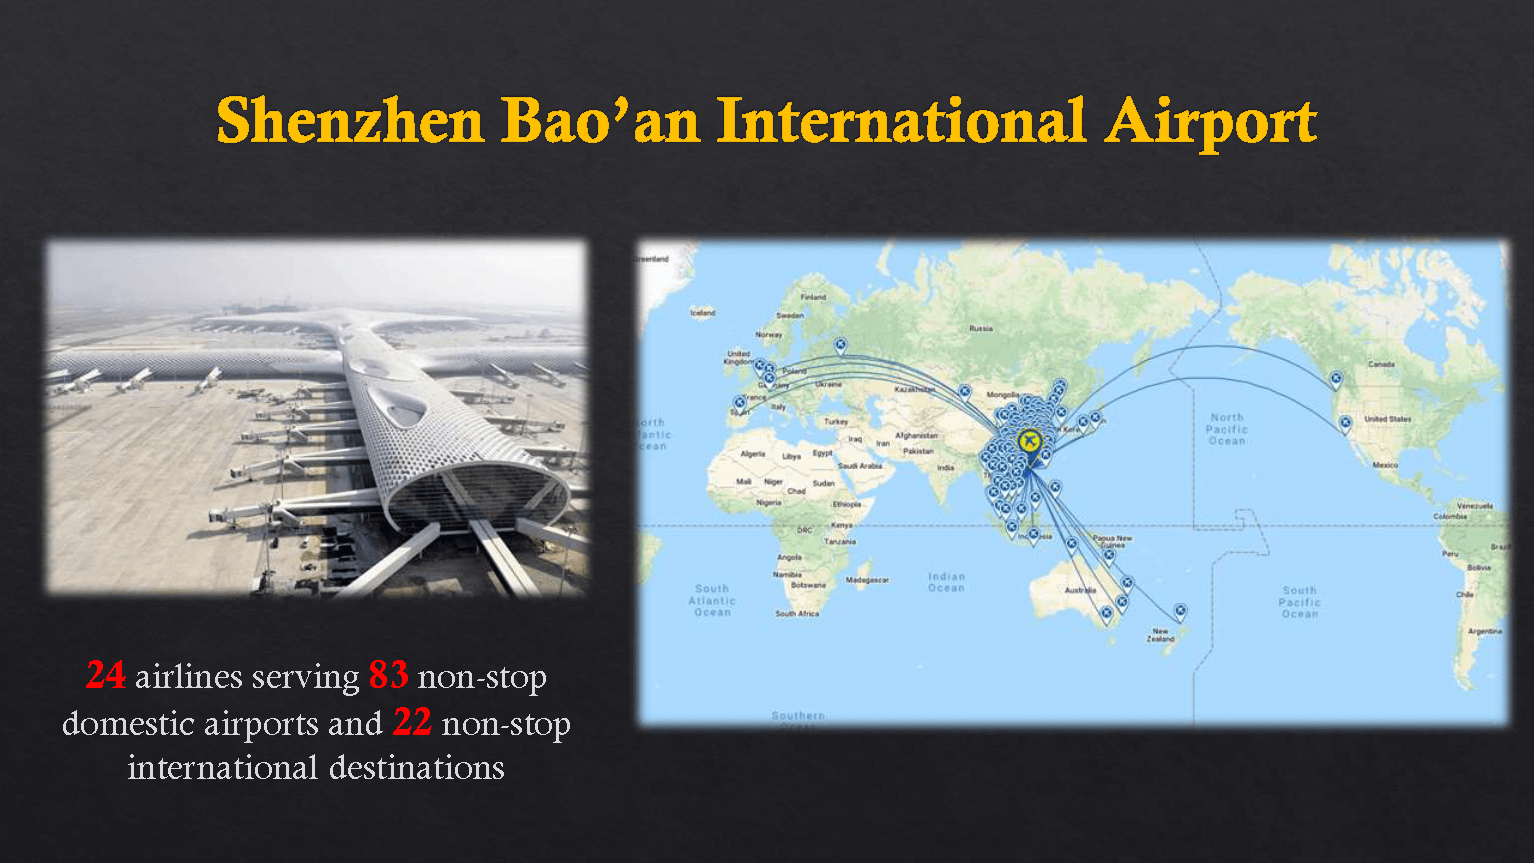 Shenzhen Bao’an International Airport
24 airlines serving 83 non-stop
domestic airports and 22 non-stop
international destinations
Greenland
Iceland
Finland
Sweden
Norway
Russia
United
Kingdom
Poland
France
Ukraine
Kazakhstan
Mongolia
Canada
Italy
Turkey
Iraq
Iran
Afghanistan
Pakistan
India
United States
North
Pacific
Ocean
Mexico
Algeria
Libya
Egypt
Saudi Arabia
Mali
Niger
Chad
Sudan
Nigeria
Ethiopia
Venezuela
Colombia
DRC
Kenya
Tanzania
Papua New
Guinea
Peru
Brazil
Angola
Bolivia
Namibia
Botswana
Madagascar
Indian
Ocean
South
Atlantic
Ocean
Australia
South
Pacific
Ocean
Chile
South Africa
New
Zealand
Argentina
Southern
Ocean